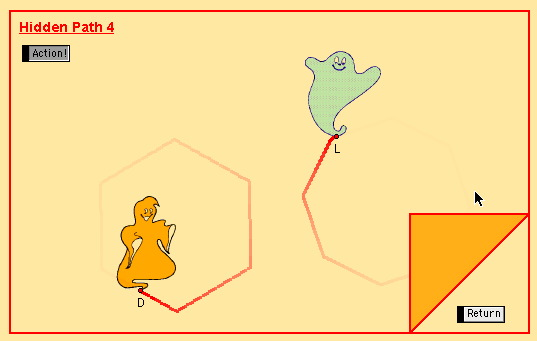 Hidden Path 4
Action!
L
D
Return